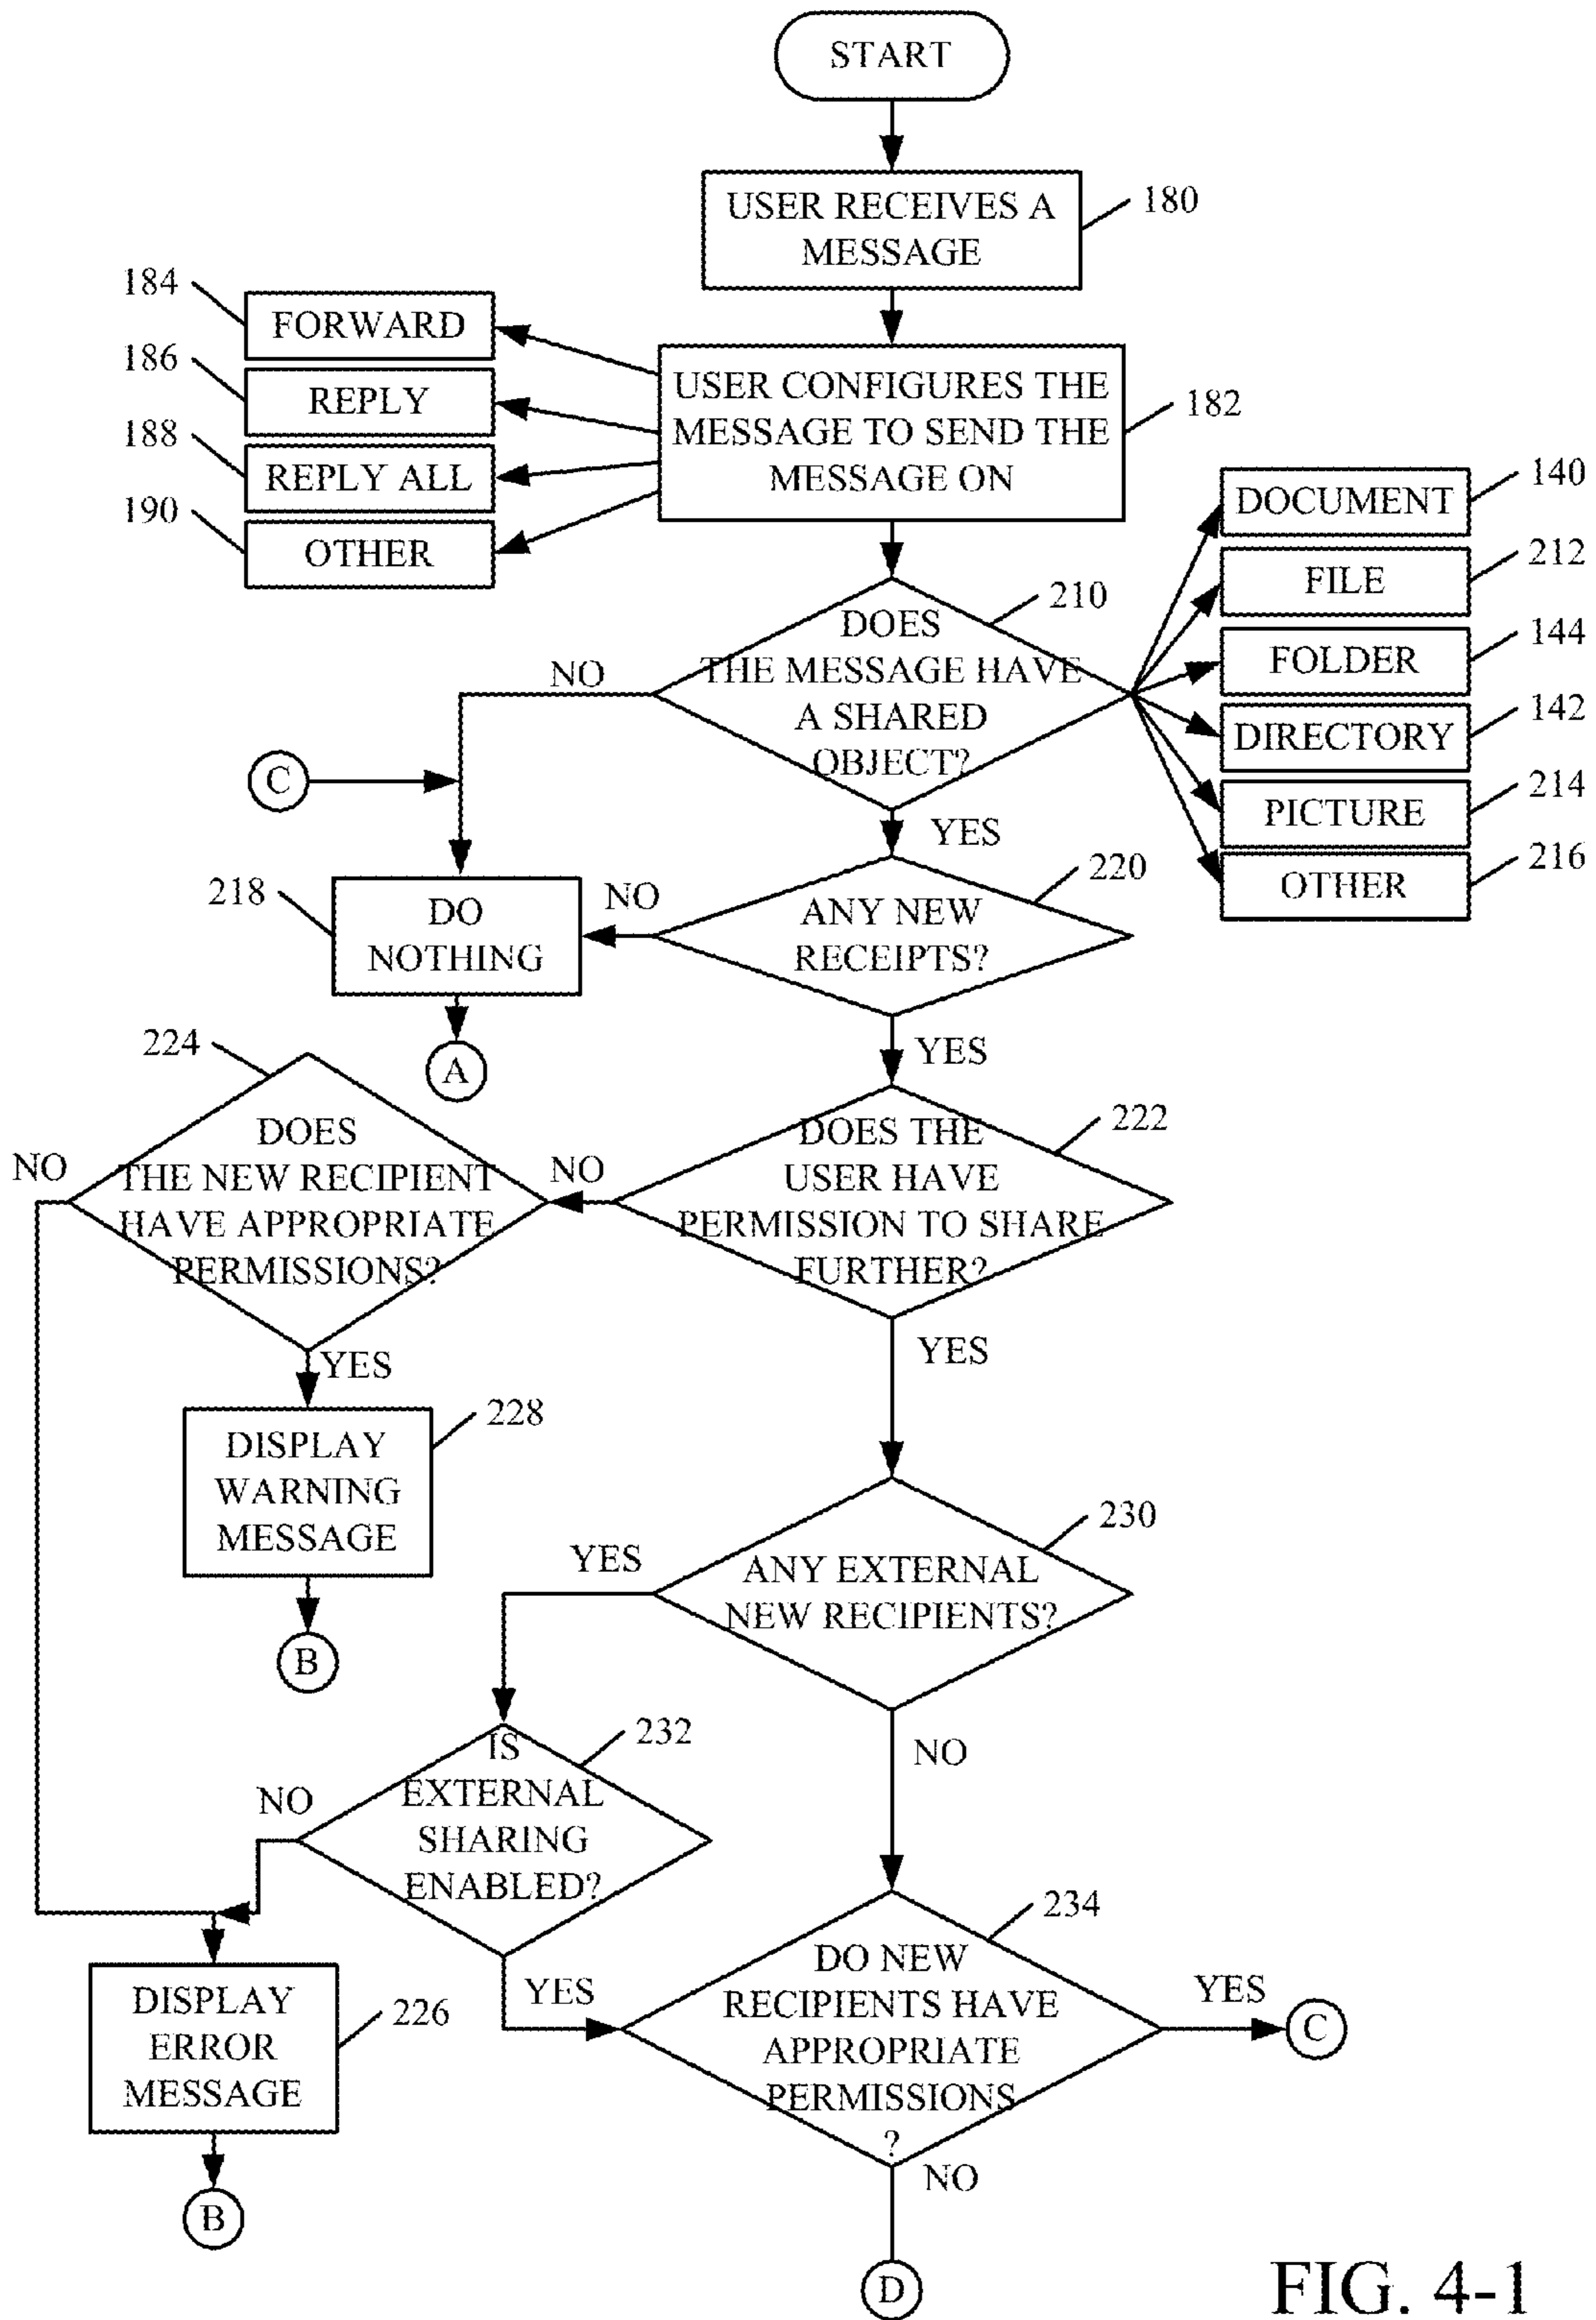 START
USER RECEIVES A
MESSAGE
180
184
FORWARD
186
REPLY
188
REPLY ALL
190
OTHER
USER CONFIGURES THE
MESSAGE TO SEND THE
MESSAGE ON
182
DOCUMENT
140
FILE
212
FOLDER
144
DIRECTORY
142
PICTURE
214
OTHER
216
210
DOES
THE MESSAGE HAVE
A SHARED
OBJECT?
NO
YES
C
218
DO
NOTHING
NO
ANY NEW
RECEIPTS?
220
A
YES
224
DOES
THE NEW RECIPIENT
HAVE APPROPRIATE
PERMISSIONS?
NO
NO
DOES THE
USER HAVE
PERMISSION TO SHARE
FURTHER?
222
YES
YES
DISPLAY
WARNING
MESSAGE
228
B
YES
ANY EXTERNAL
NEW RECIPIENTS?
230
NO
IS
EXTERNAL
SHARING
ENABLED?
232
NO
YES
DISPLAY
ERROR
MESSAGE
226
B
DO NEW
RECIPIENTS HAVE
APPROPRIATE
PERMISSIONS
?
234
YES
C
NO
D
FIG. 4-1